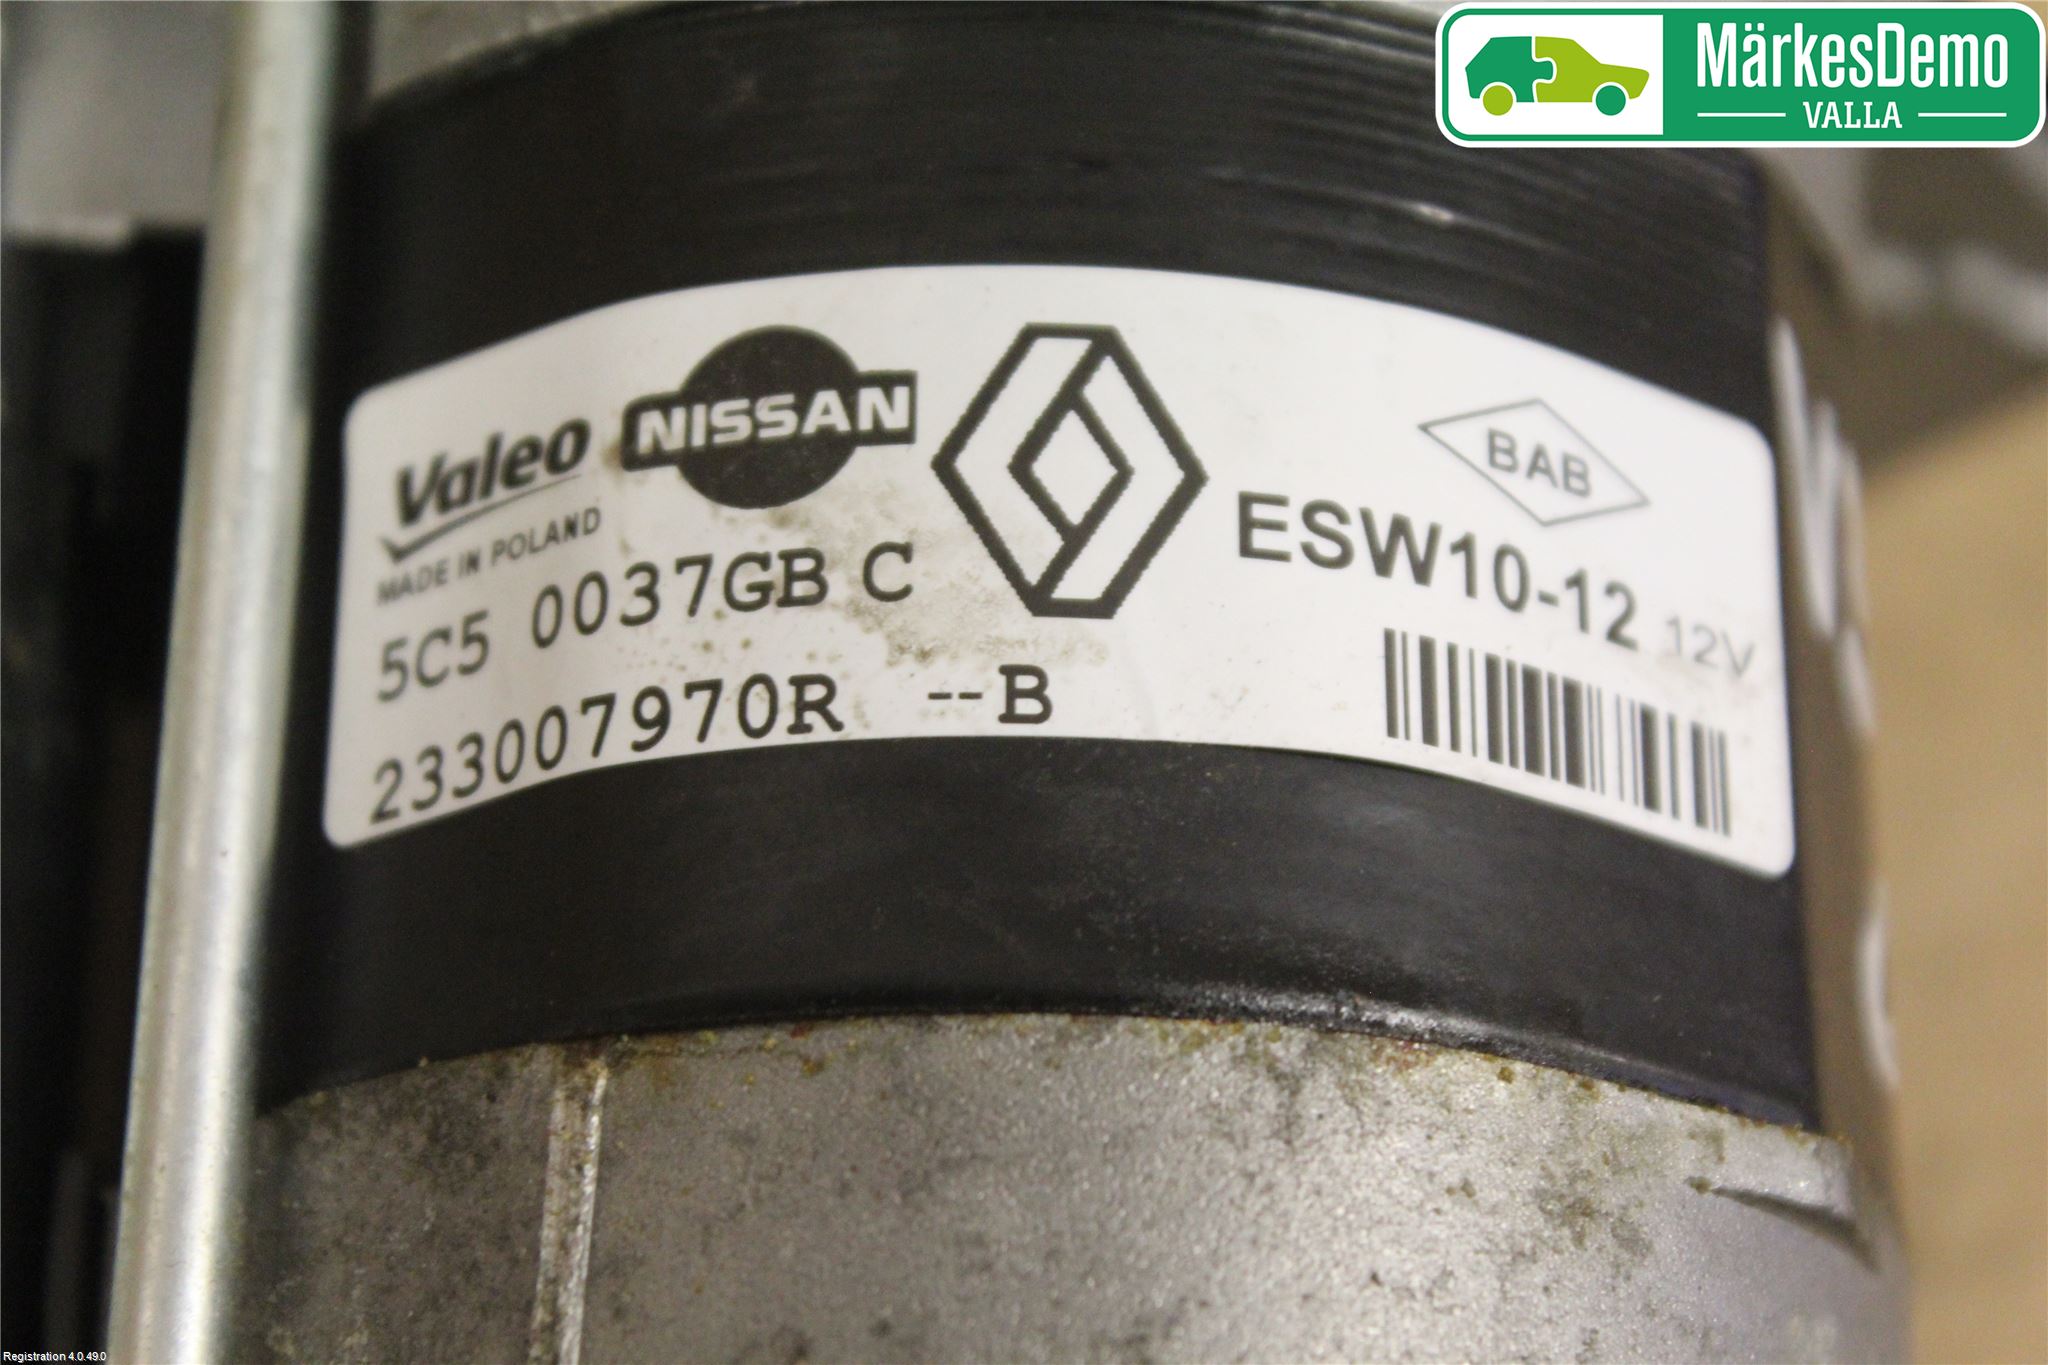 MärkesDemo
VALLA
Valeo
NISSAN
MADE IN POLAND
BAB
5C5 0037GB C
ESW10-12 12V
233007970R --B
Registration 4.0.49.0